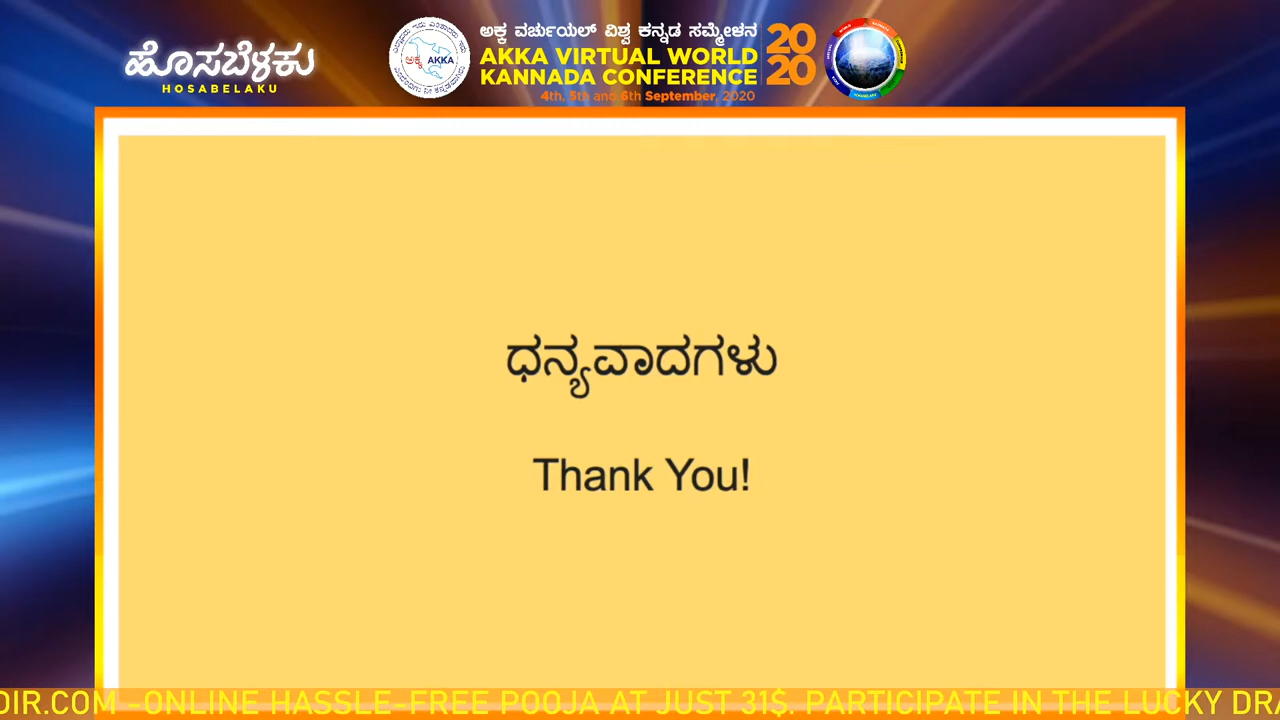 ಹೊಸಬೆಳಕು
HOSABELAKU
ಅಕ್ಕ AKKA
ಅಕ್ಕ ವರ್ಚುಯಲ್ ವಿಶ್ವ ಕನ್ನಡ ಸಮ್ಮೇಳನ
AKKA VIRTUAL WORLD
KANNADA CONFERENCE
2020
4th, 5th and 6th September, 2020
ಧನ್ಯವಾದಗಳು
Thank You!
DIR.COM -ONLINE HASSLE-FREE POOJA AT JUST 31$. PARTICIPATE IN THE LUCKY DRA